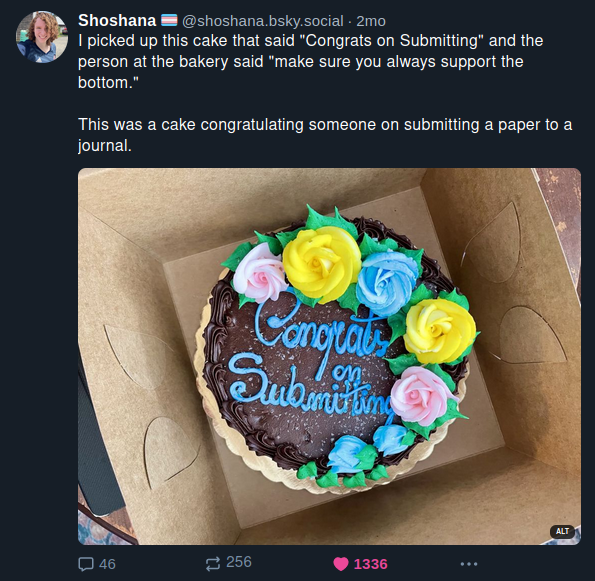 Shoshana @shoshana.bsky.social · 2mo
I picked up this cake that said "Congrats on Submitting" and the
person at the bakery said "make sure you always support the
bottom."
This was a cake congratulating someone on submitting a paper to a
journal.
Congrats
on
Submitting
ALT
46 256 1336